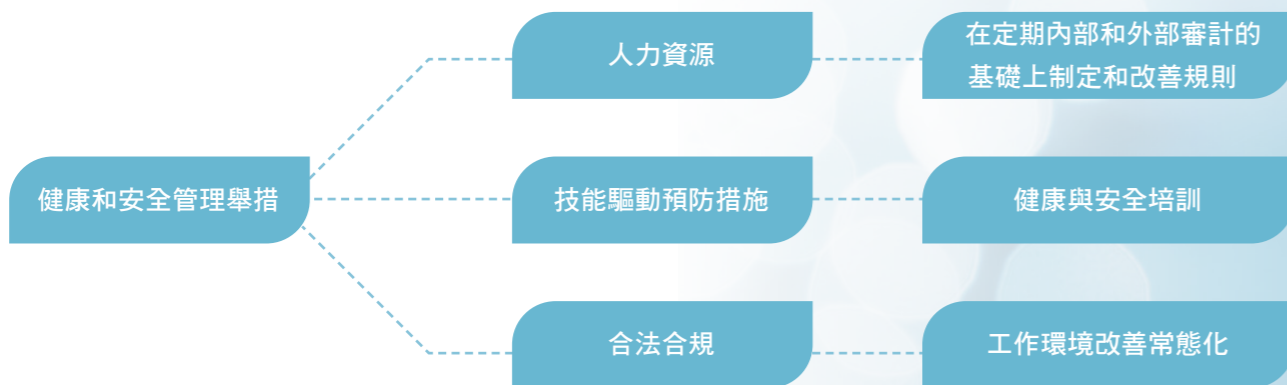 人力資源
在定期內部和外部審計的
基礎上制定和改善規則
健康和安全管理舉措
技能驅動預防措施
健康與安全培訓
合法合規
工作環境改善常態化